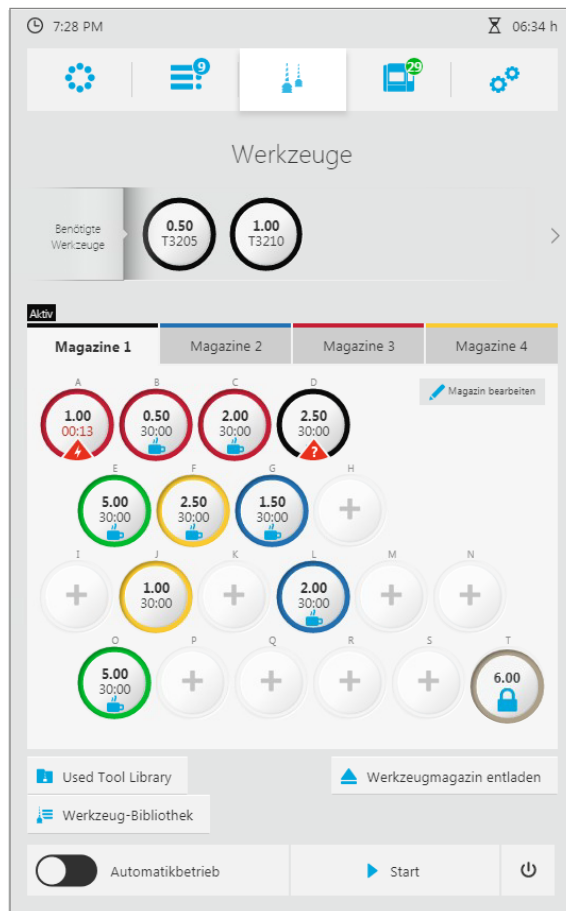 7:28 PM 06:34 h
9 29
Werkzeuge
Benötigte
Werkzeuge
0.50
T3205
1.00
T3210
Aktiv
Magazine 1 Magazine 2 Magazine 3 Magazine 4
Magazin bearbeiten
A B C D
1.00 0.50 2.00 2.50
00:13 30:00 30:00 30:00
?
E F G H
5.00 2.50 1.50
30:00 30:00 30:00
I J K L M N
1.00 2.00
30:00 30:00
O P Q R S T
5.00 6.00
30:00
Used Tool Library Werkzeugmagazin entladen
Werkzeug-Bibliothek
Automatikbetrieb Start